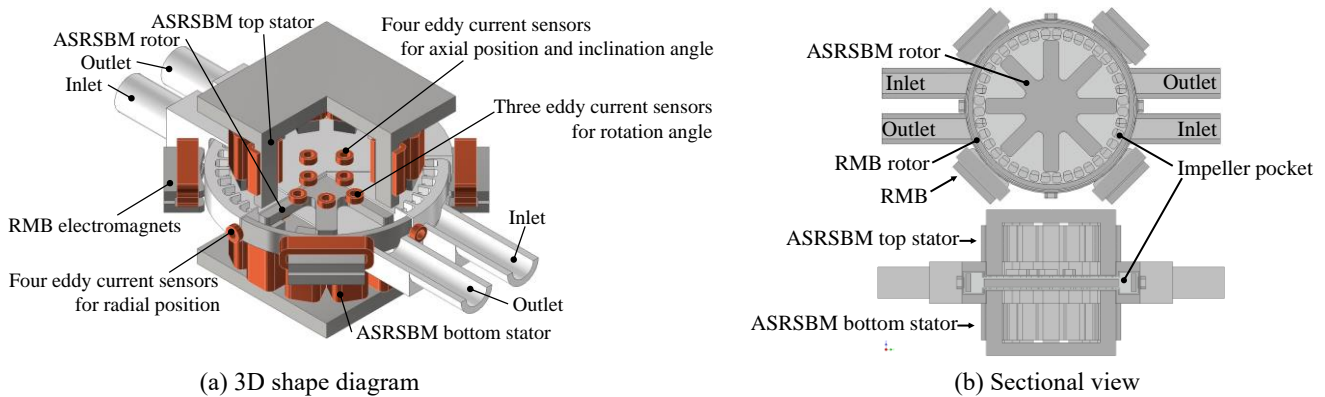 ASRSBM top stator
ASRSBM rotor
Outlet
Inlet
Four eddy current sensors
for axial position and inclination angle
Three eddy current sensors
for rotation angle
RMB electromagnets
Inlet
Four eddy current sensors
for radial position
Outlet
ASRSBM bottom stator
(a) 3D shape diagram
ASRSBM rotor
Inlet
Outlet
Outlet
Inlet
RMB rotor
Impeller pocket
RMB
ASRSBM top stator
ASRSBM bottom stator
(b) Sectional view